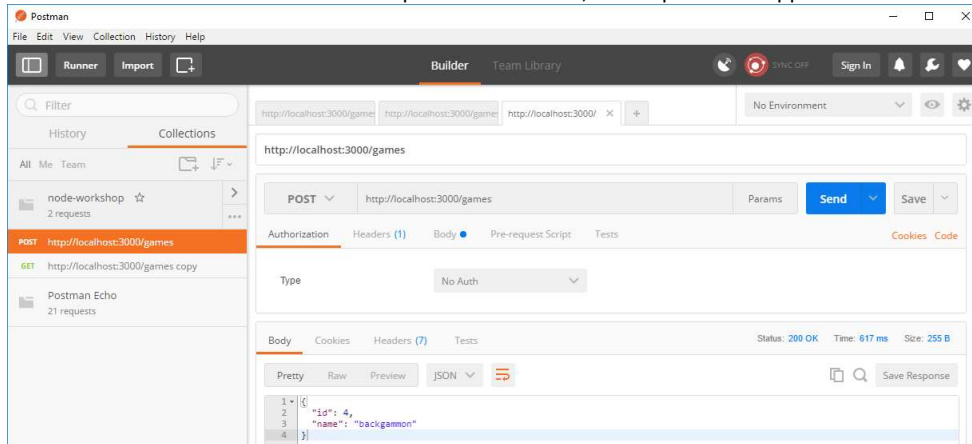 Postman
File Edit View Collection History Help
Runner Import Builder Team Library SYNC OFF Sign In
Filter
History Collections
All Me Team
node-workshop
2 requests
POST http://localhost:3000/games
GET http://localhost:3000/games copy
Postman Echo
21 requests
http://localhost:3000/game http://localhost:3000/game http://localhost:3000/ × +
No Environment
http://localhost:3000/games
POST http://localhost:3000/games Params Send Save
Authorization Headers (1) Body Pre-request Script Tests Cookies Code
Type No Auth
Body Cookies Headers (7) Tests Status: 200 OK Time: 617 ms Size: 255 B
Pretty Raw Preview JSON Save Response
1 {
2 "id": 4,
3 "name": "backgammon"
4 }